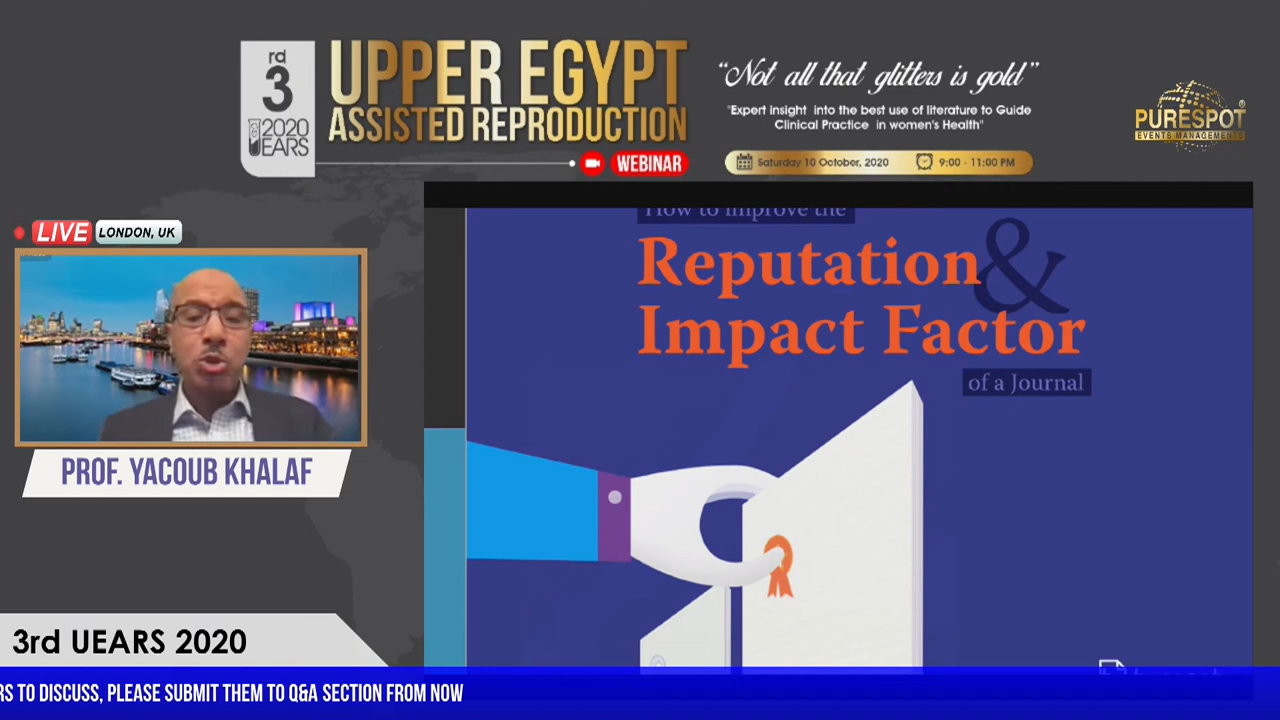 rd
3
2020
UEARS
UPPER EGYPT
ASSISTED REPRODUCTION
WEBINAR
“Not all that glitters is gold”
"Expert insight into the best use of literature to Guide
Clinical Practice in women's Health"
Saturday 10 October, 2020
9:00 - 11:00 PM
PURESPOT®
EVENTS MANAGEMENT
LIVE
LONDON, UK
PROF. YACOUB KHALAF
How to improve the
Reputation
&
Impact Factor
of a Journal
3rd UEARS 2020
RS TO DISCUSS, PLEASE SUBMIT THEM TO Q&A SECTION FROM NOW